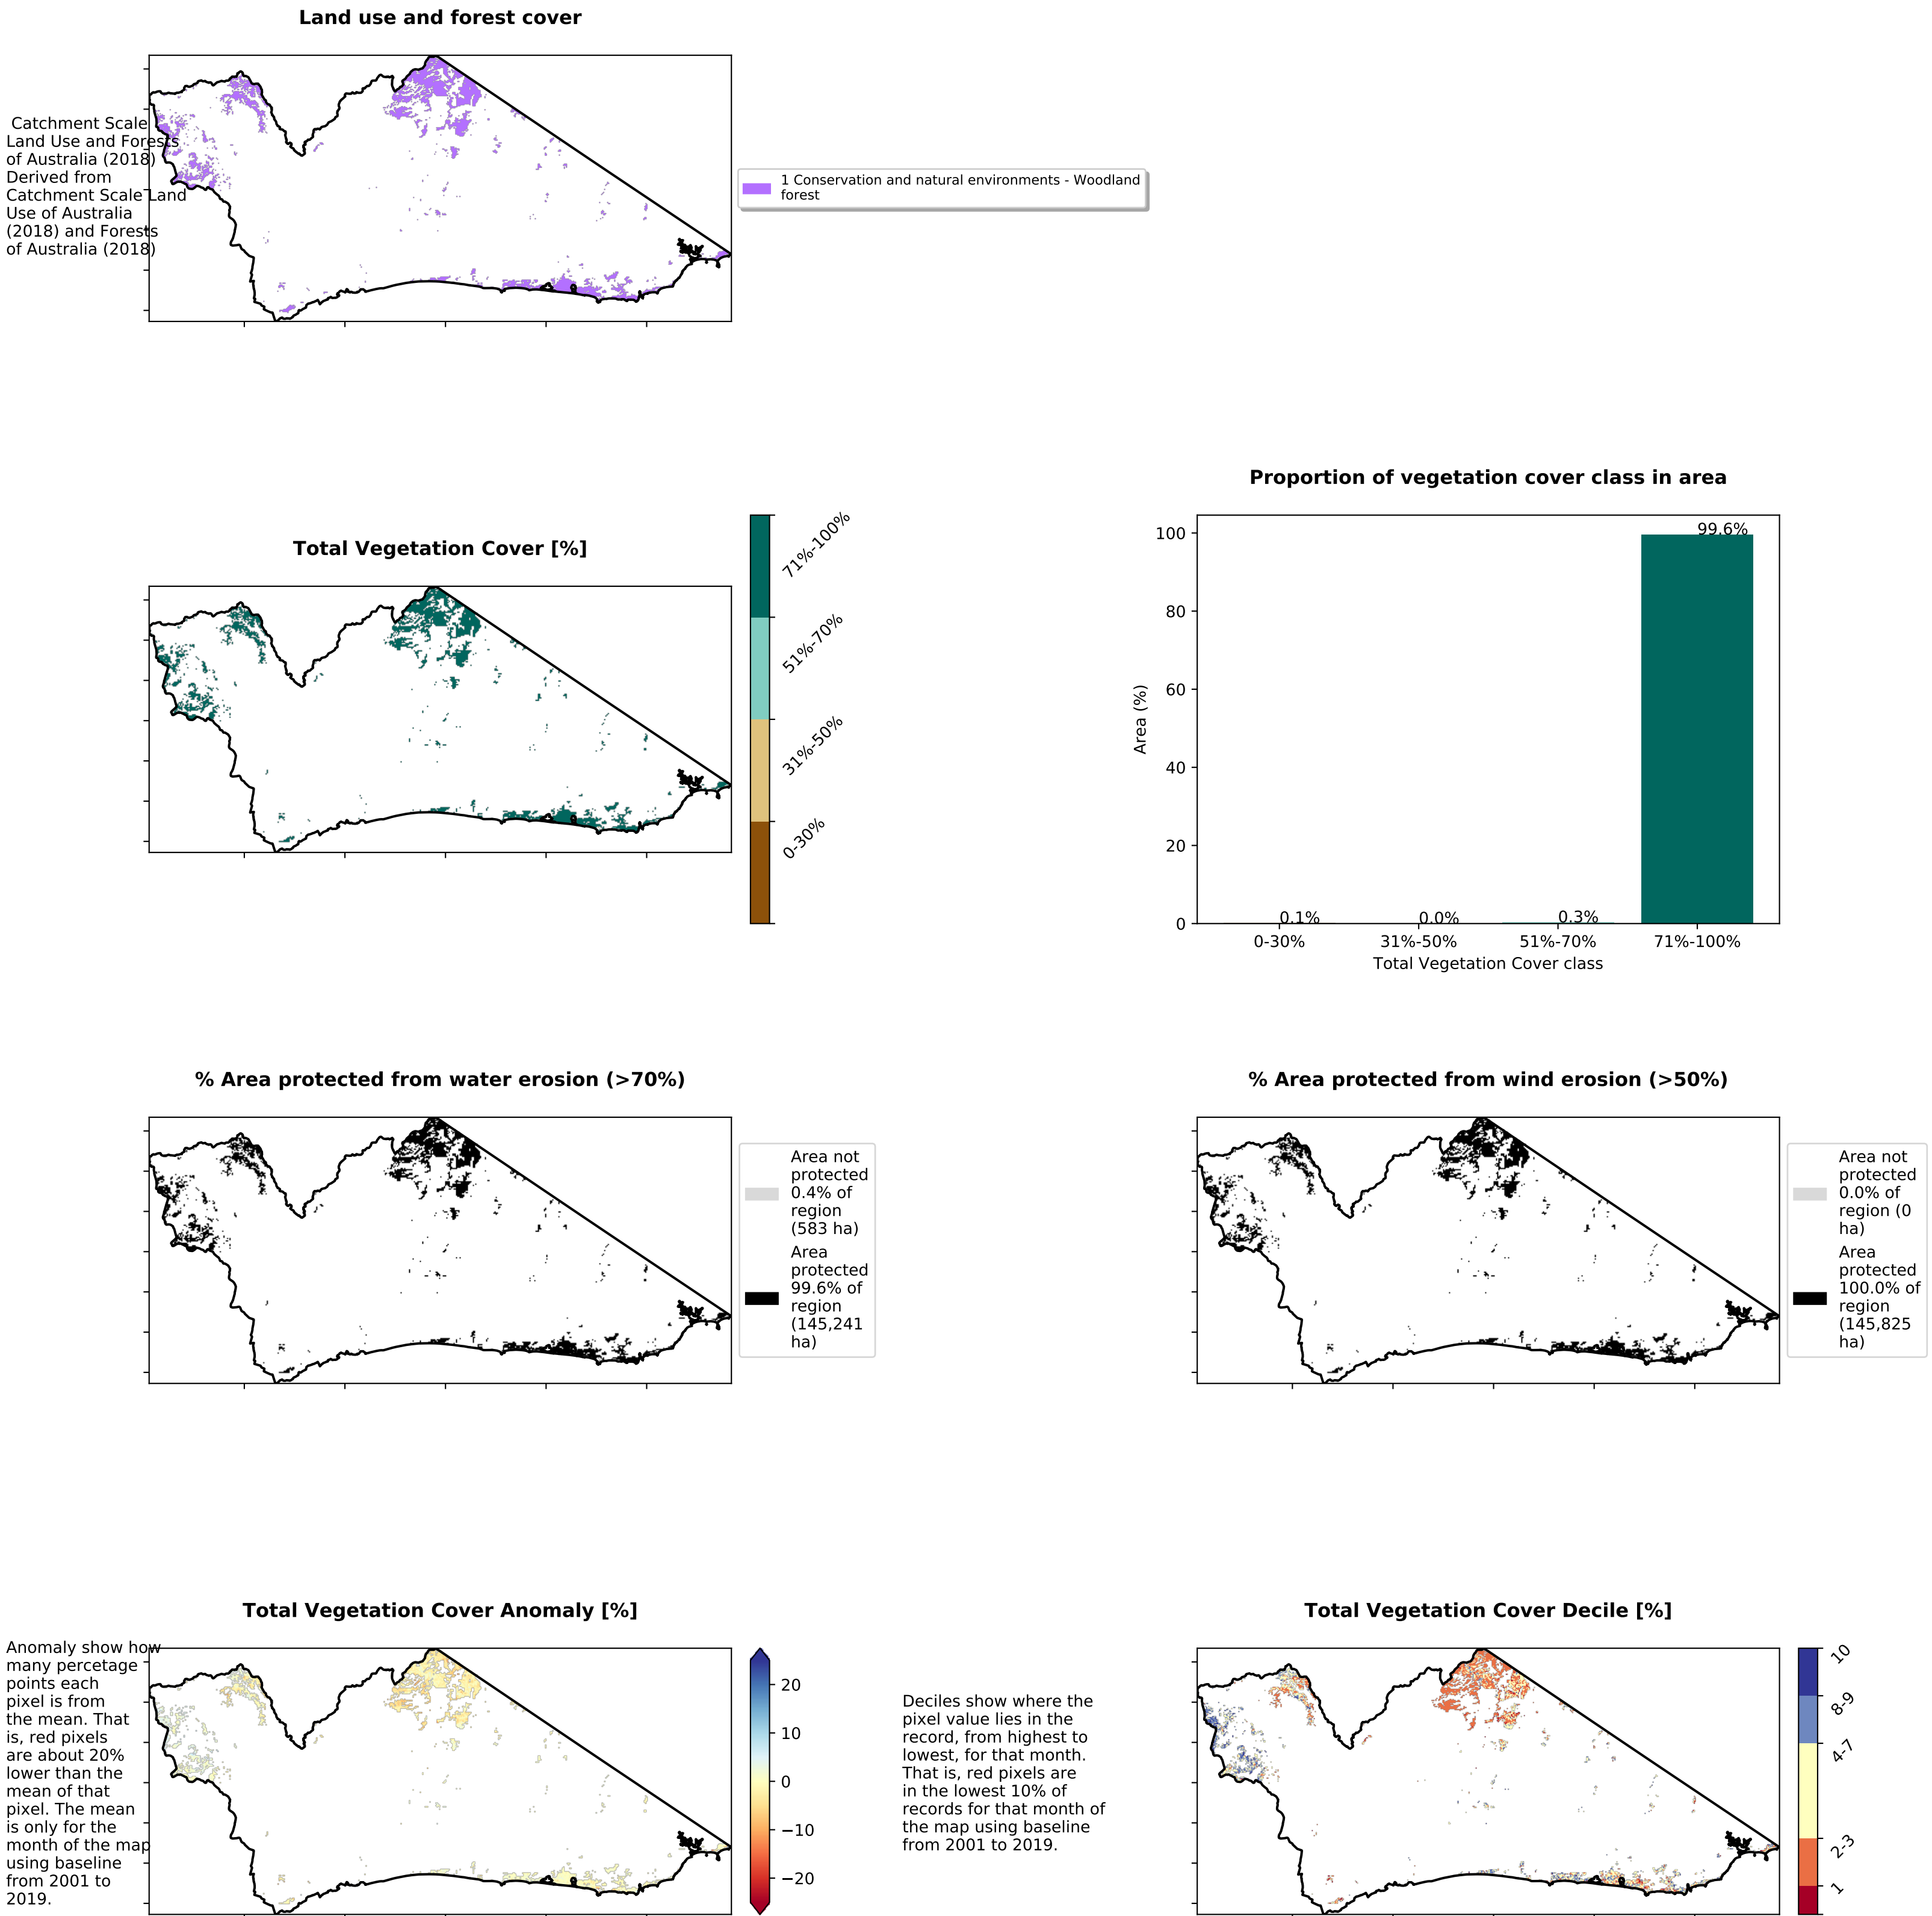 Land use and forest cover
Catchment Scale
Land Use and Forests
of Australia (2018)
Derived from
Catchment Scale Land
Use of Australia
(2018) and Forests
of Australia (2018)
1 Conservation and natural environments - Woodland
forest
Total Vegetation Cover [%]
71%-100%
51%-70%
31%-50%
0-30%
Proportion of vegetation cover class in area
100
80
60
40
20
0
Area (%)
0.1%
0.0%
0.3%
99.6%
0-30%
31%-50%
51%-70%
71%-100%
Total Vegetation Cover class
% Area protected from water erosion (>70%)
Area not
protected
0.4% of
region
(583 ha)
Area
protected
99.6% of
region
(145,241
ha)
% Area protected from wind erosion (>50%)
Area not
protected
0.0% of
region (0
ha)
Area
protected
100.0% of
region
(145,825
ha)
Total Vegetation Cover Anomaly [%]
Anomaly show how
many percetage
points each
pixel is from
the mean. That
is, red pixels
are about 20%
lower than the
mean of that
pixel. The mean
is only for the
month of the map
using baseline
from 2001 to
2019.
20
10
0
−10
−20
Total Vegetation Cover Decile [%]
Deciles show where the
pixel value lies in the
record, from highest to
lowest, for that month.
That is, red pixels are
in the lowest 10% of
records for that month of
the map using baseline
from 2001 to 2019.
10
8-9
4-7
2-3
1